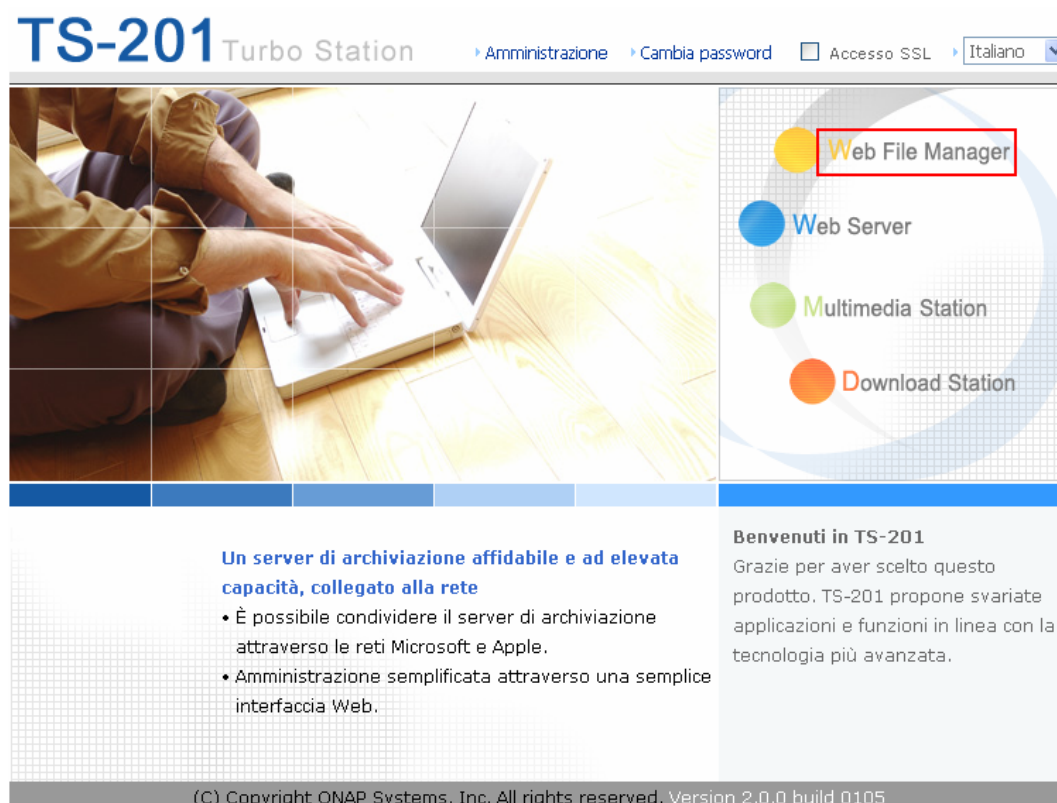 TS-201 Turbo Station
Amministrazione Cambia password Accesso SSL Italiano
Web File Manager
Web Server
Multimedia Station
Download Station
Un server di archiviazione affidabile e ad elevata
capacità, collegato alla rete
• È possibile condividere il server di archiviazione
attraverso le reti Microsoft e Apple.
• Amministrazione semplificata attraverso una semplice
interfaccia Web.
Benvenuti in TS-201
Grazie per aver scelto questo
prodotto. TS-201 propone svariate
applicazioni e funzioni in linea con la
tecnologia più avanzata.
(C) Copyright QNAP Systems, Inc. All rights reserved. Version 2.0.0 build 0105